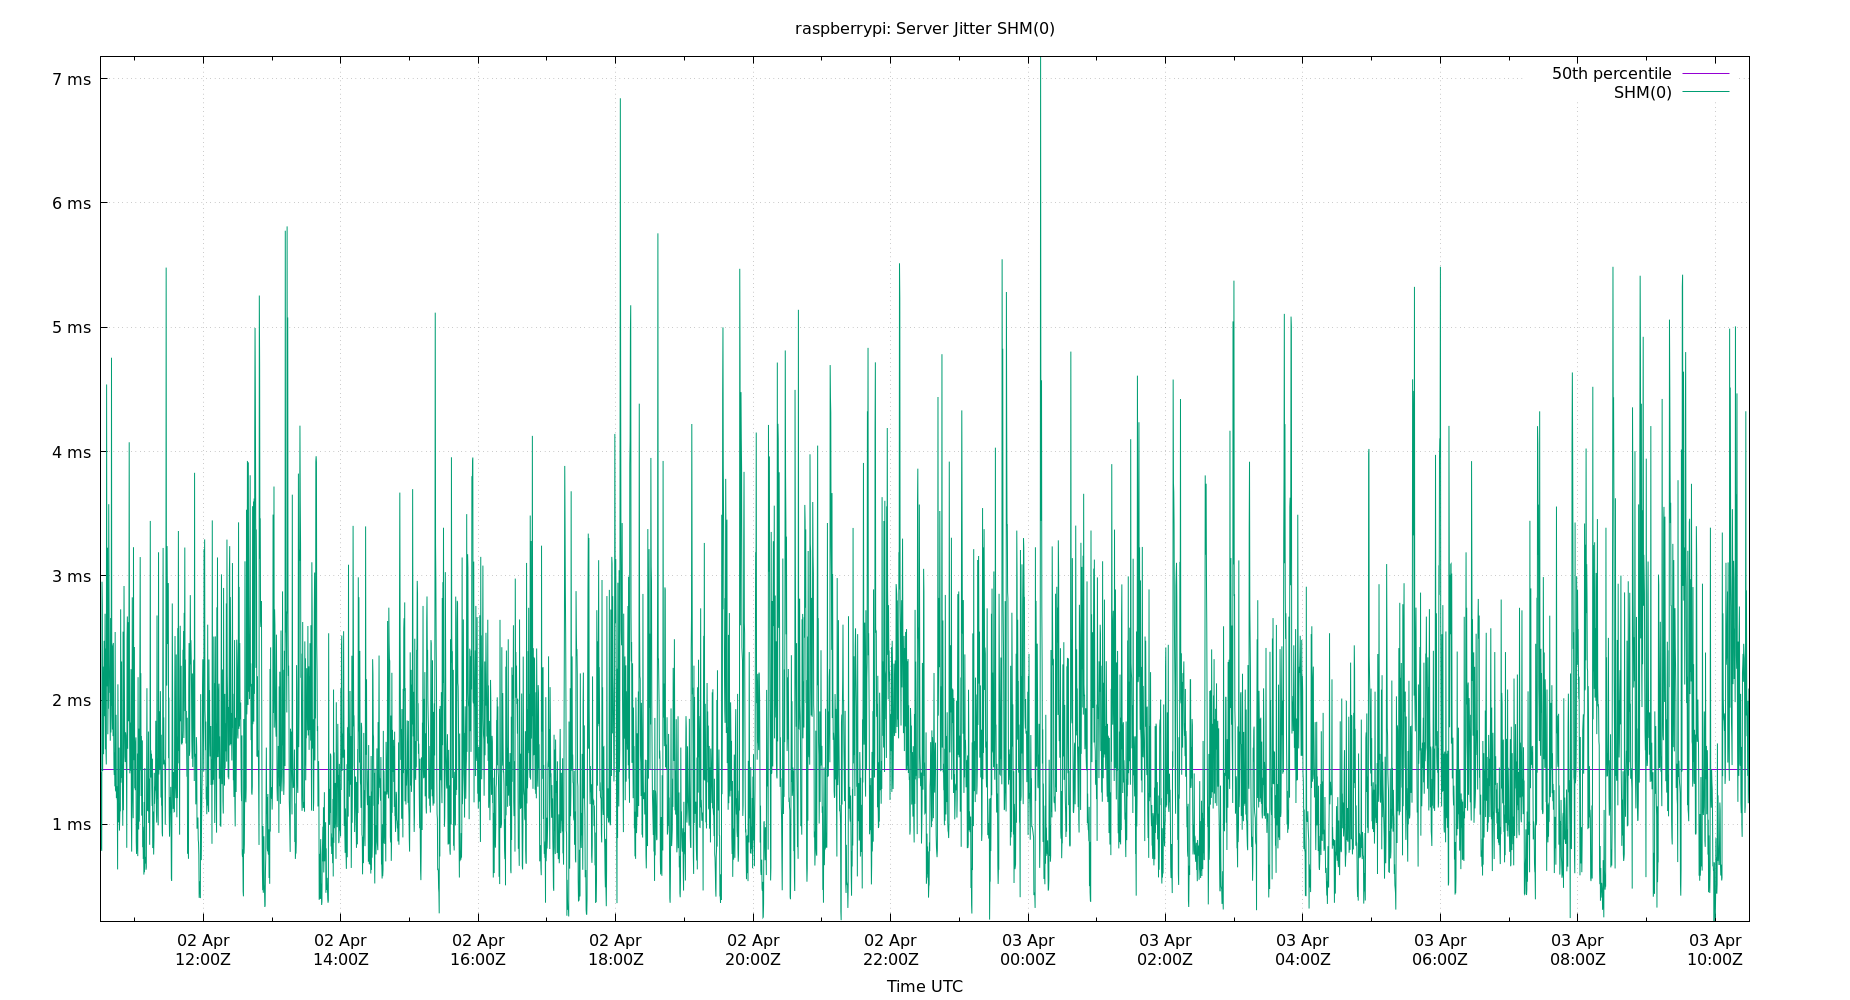 raspberrypi: Server Jitter SHM(0)
50th percentile
SHM(0)
7 ms
6 ms
5 ms
4 ms
3 ms
2 ms
1 ms
02 Apr 02 Apr 02 Apr 02 Apr 02 Apr 02 Apr 03 Apr 03 Apr 03 Apr 03 Apr 03 Apr 03 Apr
12:00Z 14:00Z 16:00Z 18:00Z 20:00Z 22:00Z 00:00Z 02:00Z 04:00Z 06:00Z 08:00Z 10:00Z
Time UTC